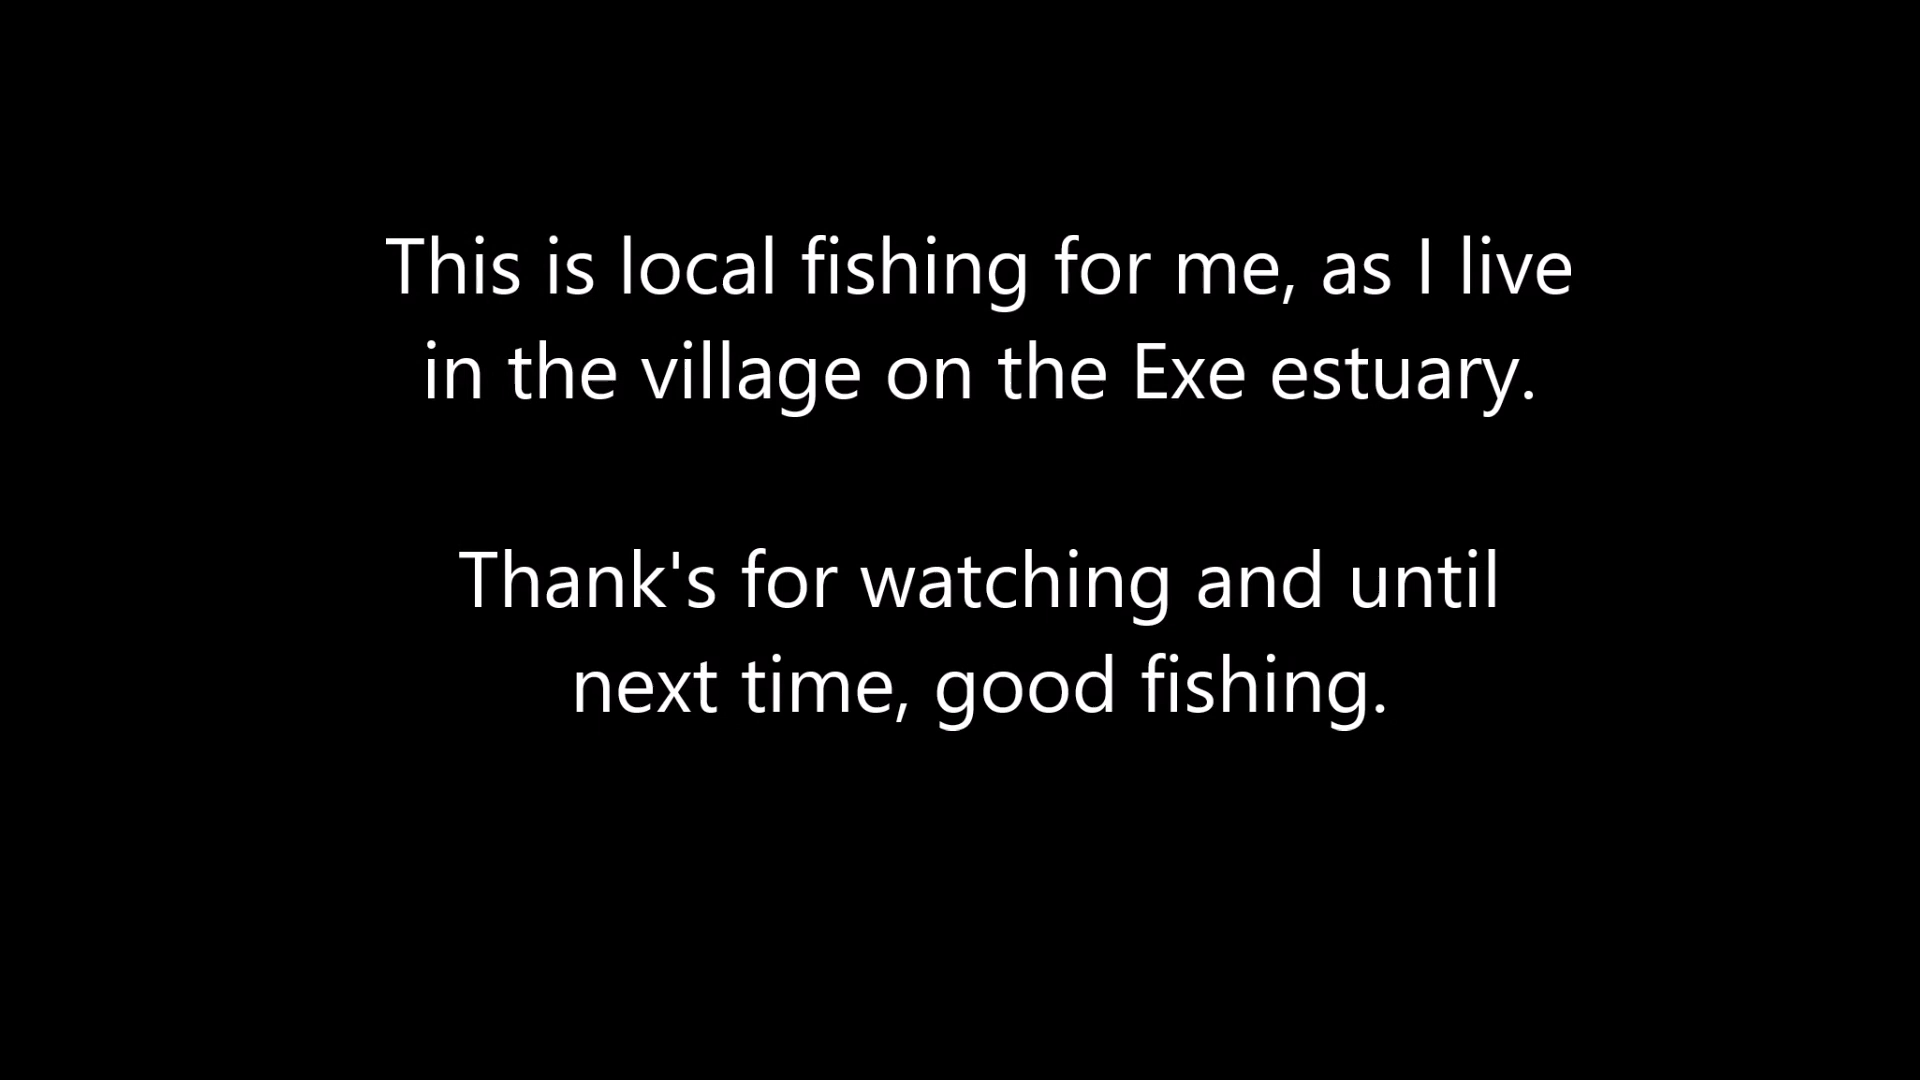 This is local fishing for me, as I live
in the village on the Exe estuary.
Thank's for watching and until
next time, good fishing.